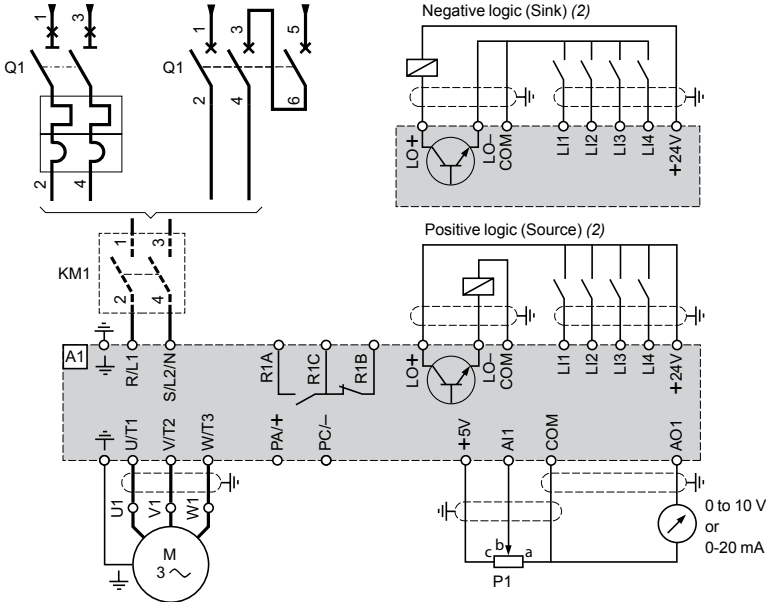 1 3
Q1
2 4
1 3 5
Q1
2 4 6
Negative logic (Sink) (2)
LO+ LO– COM LI1 LI2 LI3 LI4 +24V
1 3
KM1
2 4
Positive logic (Source) (2)
A1
R/L1 S/L2/N R1A R1C R1B LO+ LO– COM LI1 LI2 LI3 LI4 +24V
U/T1 V/T2 W/T3 PA/+ PC/– +5V AI1 COM AO1
U1 V1 W1
M
3
c b a
P1
0 to 10 V
or
0-20 mA